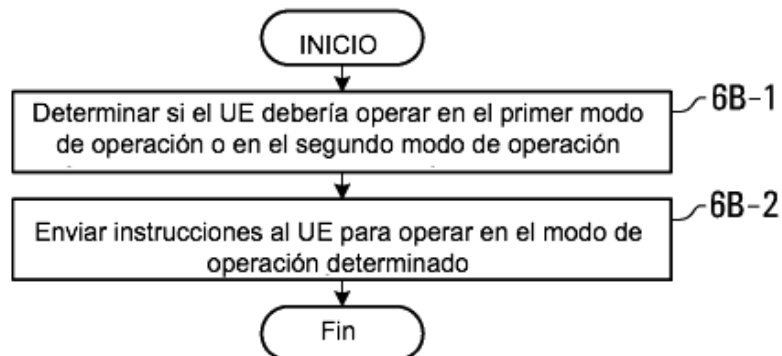 INICIO
Determinar si el UE debería operar en el primer modo
de operación o en el segundo modo de operación
6B-1
Enviar instrucciones al UE para operar en el modo de
operación determinado
6B-2
Fin